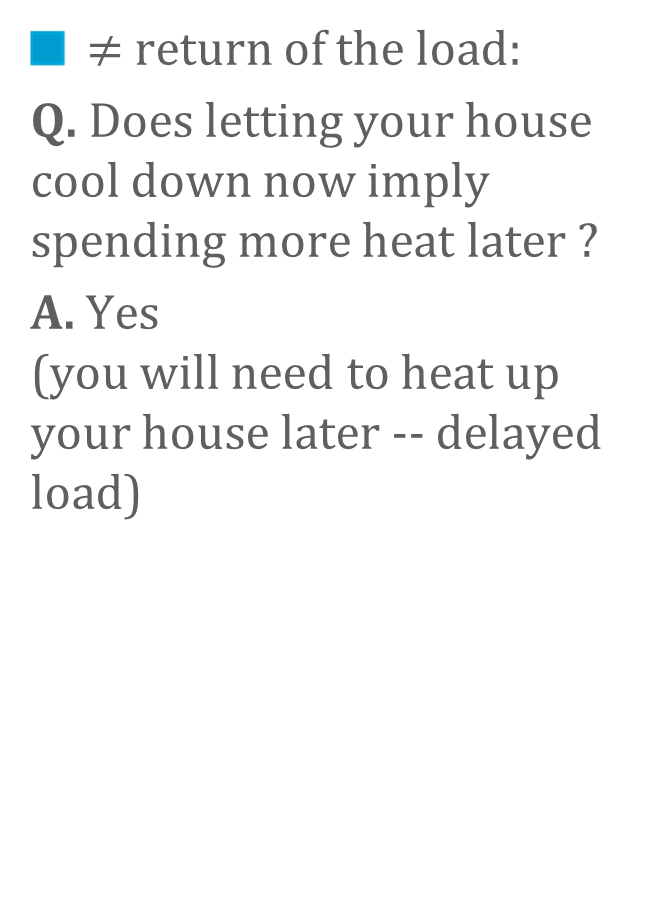 ≠ return of the load:
Q. Does letting your house
cool down now imply
spending more heat later ?
A. Yes
(you will need to heat up
your house later -- delayed
load)